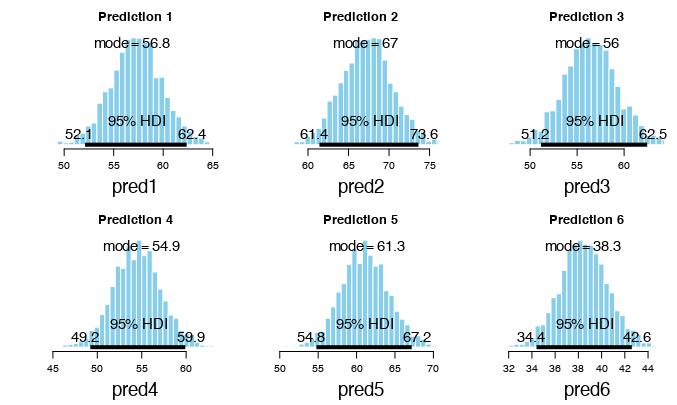 Prediction 1
mode = 56.8
95% HDI
52.1 62.4
50 55 60 65
pred1
Prediction 2
mode = 67
95% HDI
61.4 73.6
60 65 70 75
pred2
Prediction 3
mode = 56
95% HDI
51.2 62.5
50 55 60
pred3
Prediction 4
mode = 54.9
95% HDI
49.2 59.9
45 50 55 60
pred4
Prediction 5
mode = 61.3
95% HDI
54.8 67.2
50 55 60 65 70
pred5
Prediction 6
mode = 38.3
95% HDI
34.4 42.6
32 34 36 38 40 42 44
pred6